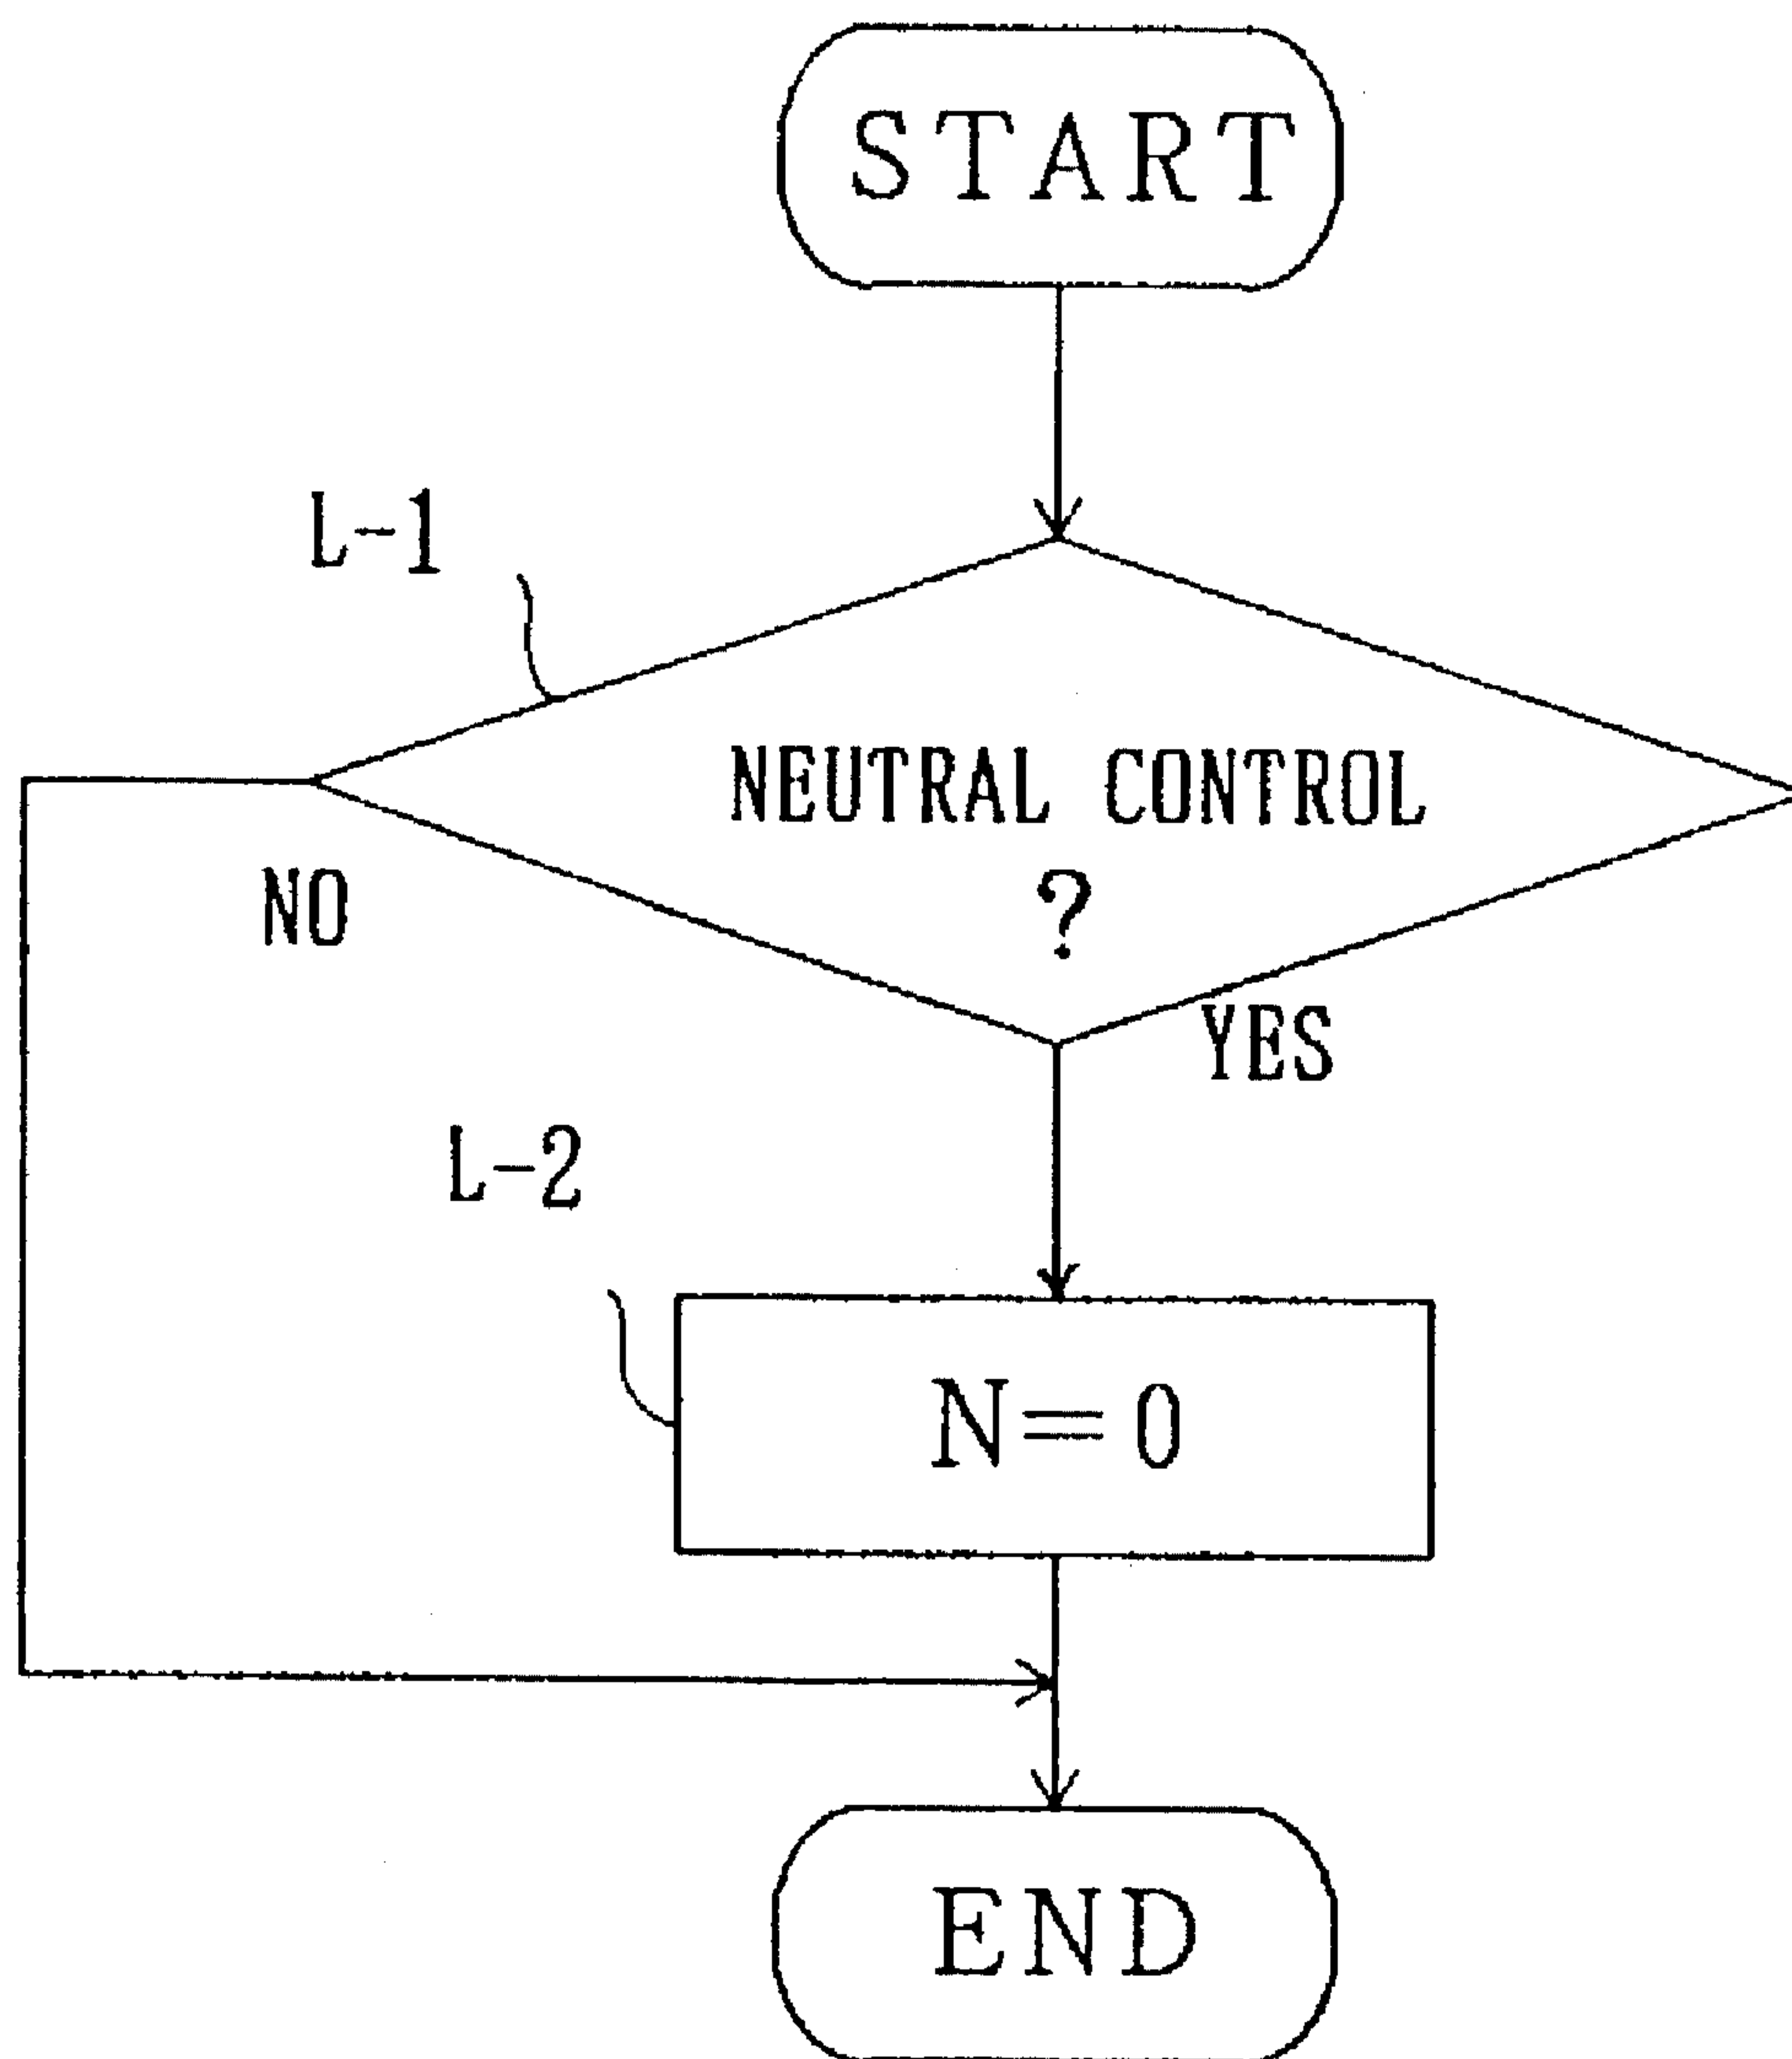 START
L-1
NEUTRAL CONTROL
?
NO
YES
L-2
N=0
END